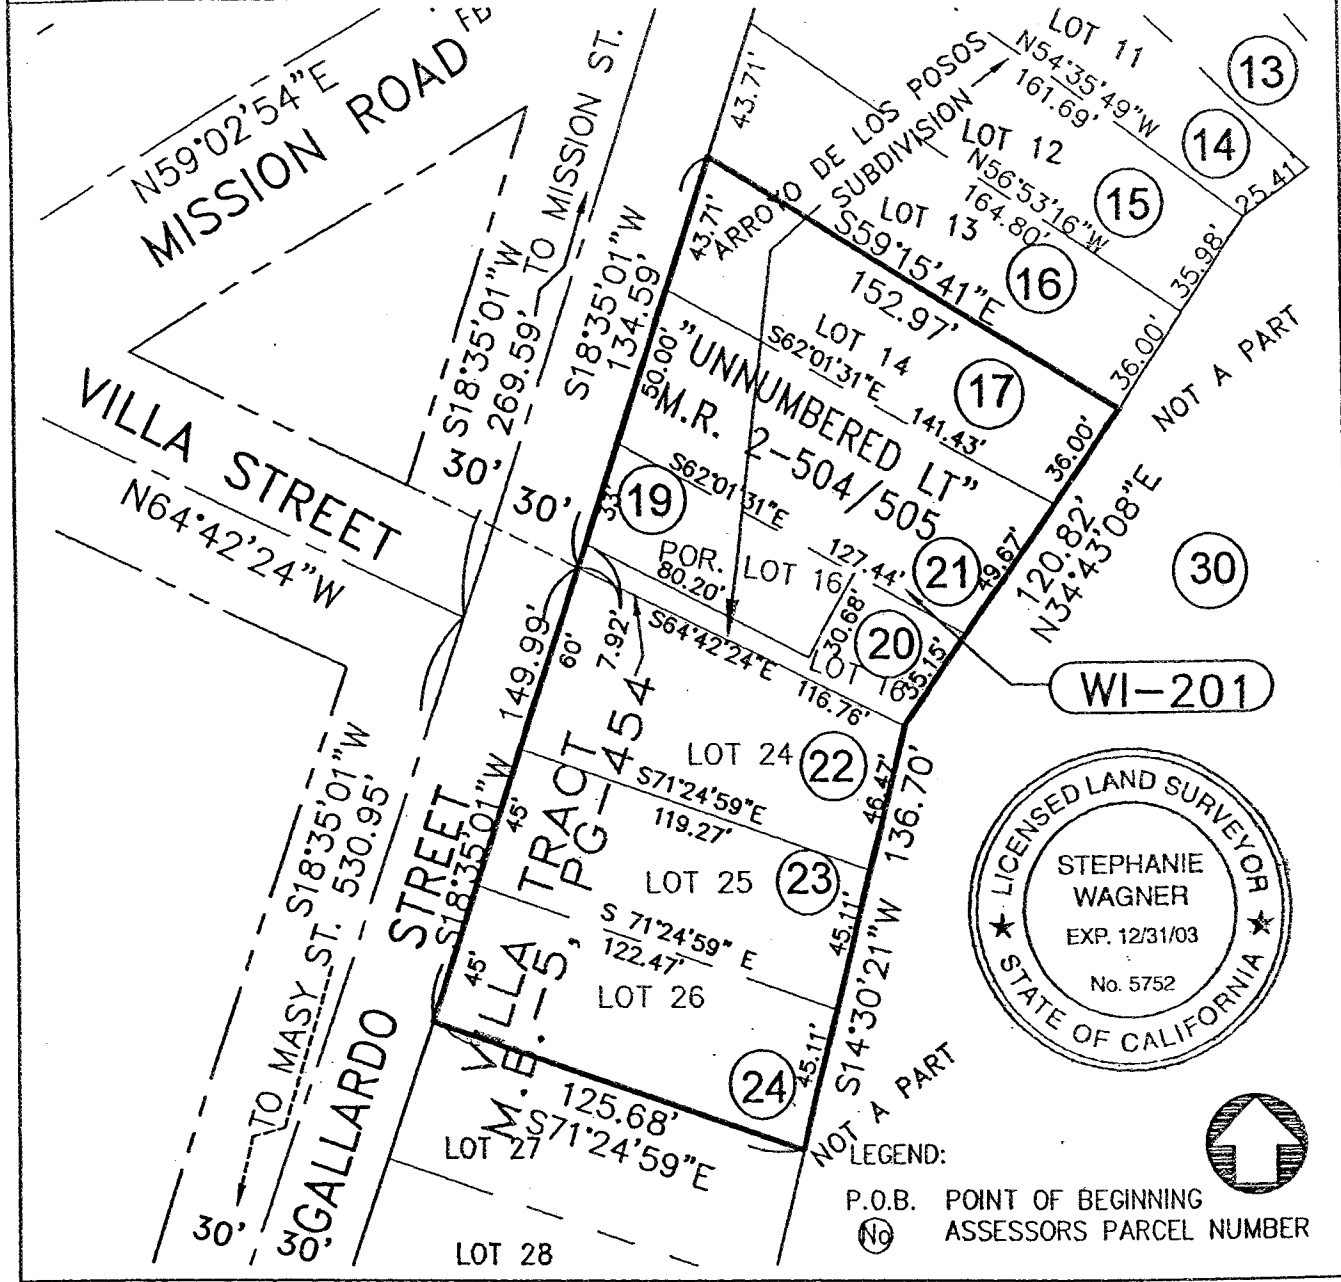 N59°02'54"E
MISSION ROAD
S18°35'01"W
269.59'
TO MISSION ST.
S18°35'01"W
134.59'
43.71'
43.71'
ARROYO DE LOS POSOS
SUBDIVISION
LOT 11
N54°35'49"W
161.69'
LOT 12
N56°53'16"W
164.80'
LOT 13
S59°15'41"E
152.97'
13
14
15
16
25.41'
35.98'
36.00'
NOT A PART
LOT 14
S62°01'31"E
141.43'
17
36.00'
50.00'
"UNNUMBERED LT"
M.R. 2-504/505
VILLA STREET
N64°42'24"W
30'
30'
33'
19
S62°01'31"E
127.44'
21
49.67'
120.82'
N34°43'08"E
30
POR. LOT 16
80.20'
30.68'
20
LOT 16
35.15'
S64°42'24"E
116.76'
WI-201
149.99'
S18°35'01"W
60'
7.92'
LOT 24
22
46.47'
136.70'
S14°30'21"W
S71°24'59"E
119.27'
45'
LOT 25
23
45.11'
S 71°24'59" E
122.47'
45'
LOT 26
24
45.11'
VILLA TRACT
M.B.-5, PG-454
125.68'
S71°24'59"E
LOT 27
LOT 28
NOT A PART
S18°35'01"W
530.95'
TO MASY ST.
GALLARDO STREET
30'
30'
LICENSED LAND SURVEYOR
STEPHANIE
WAGNER
EXP. 12/31/03
No. 5752
STATE OF CALIFORNIA
LEGEND:
P.O.B. POINT OF BEGINNING
No ASSESSORS PARCEL NUMBER